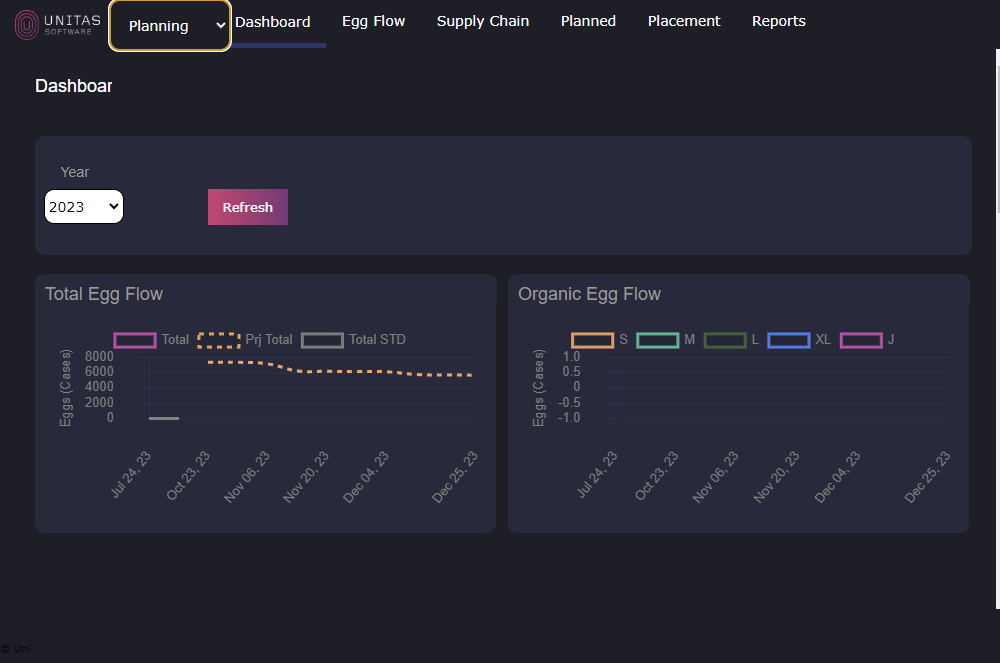 UNITAS
SOFTWARE
Planning
Dashboard
Egg Flow
Supply Chain
Planned
Placement
Reports
Dashboar
Year
2023
Refresh
Total Egg Flow
Total
Prj Total
Total STD
Eggs (Cases)
8000
6000
4000
2000
0
Jul 24, 23
Oct 23, 23
Nov 06, 23
Nov 20, 23
Dec 04, 23
Dec 25, 23
Organic Egg Flow
S
M
L
XL
J
Eggs (Cases)
1.0
0.5
0
-0.5
-1.0
Jul 24, 23
Oct 23, 23
Nov 06, 23
Nov 20, 23
Dec 04, 23
Dec 25, 23
© Uni